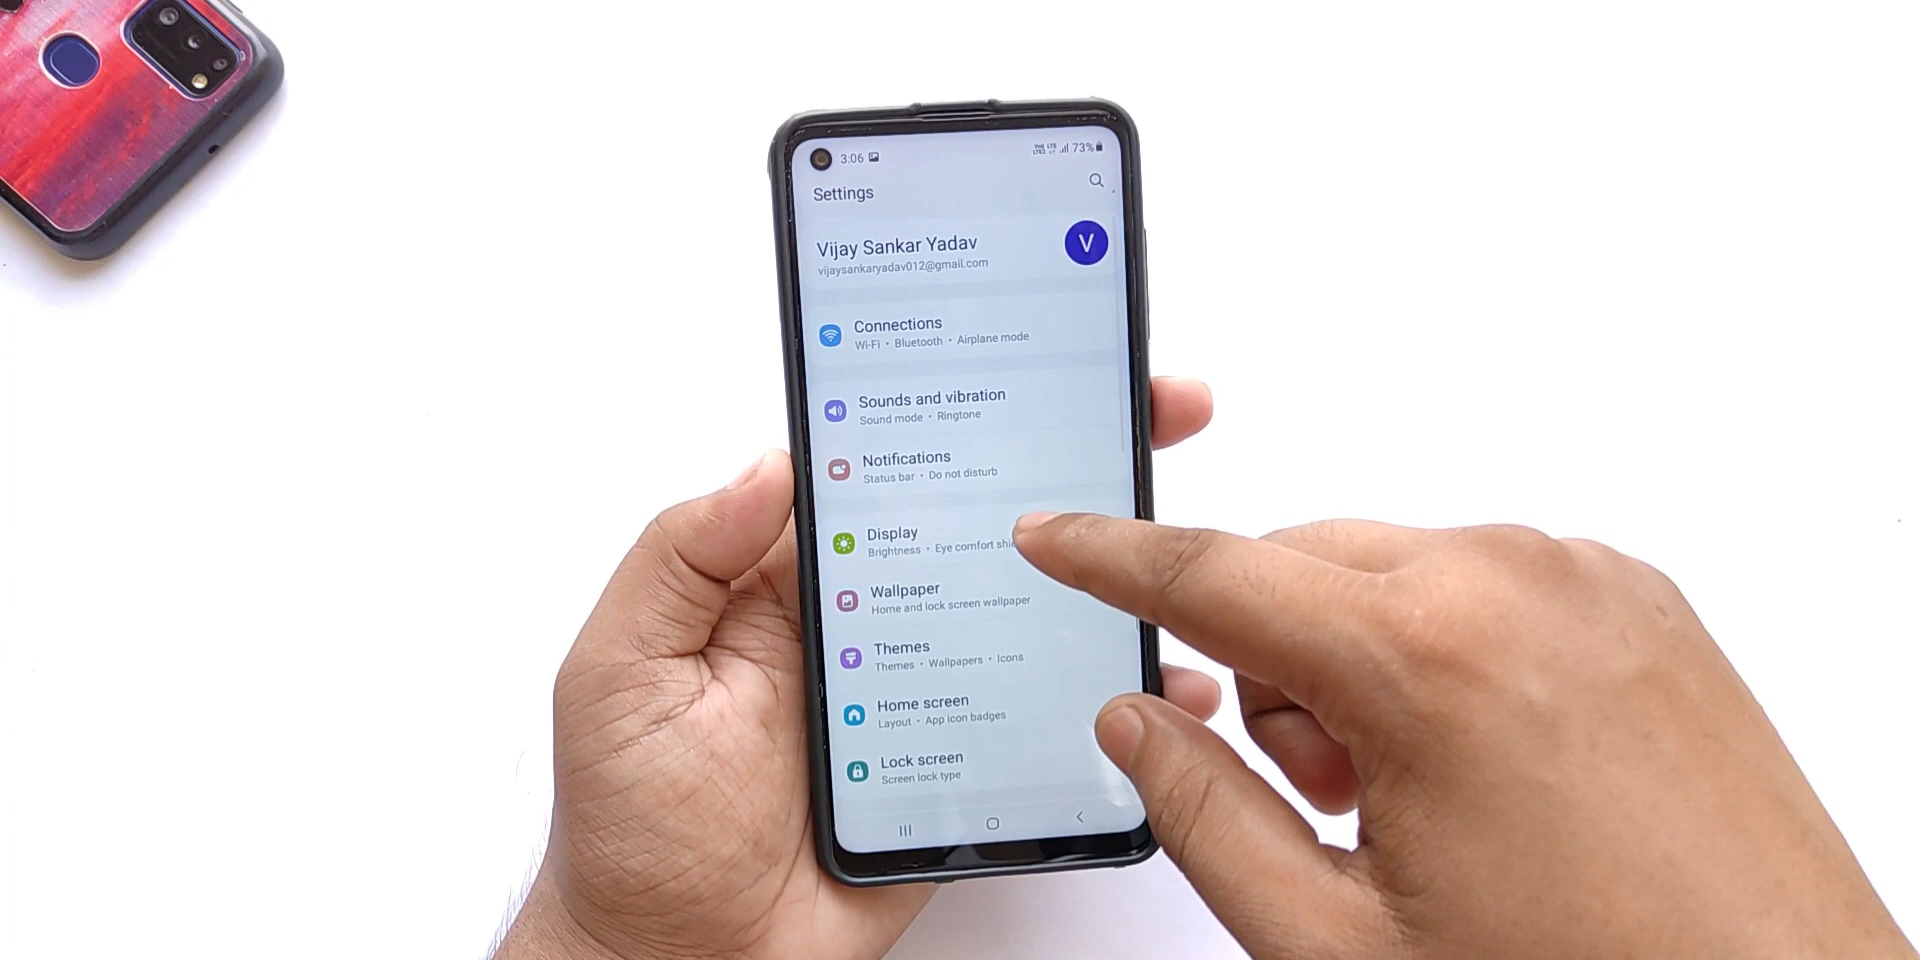 3:06
73%
Settings
Vijay Sankar Yadav
V
vijaysankaryadav012@gmail.com
Connections
Wi-Fi • Bluetooth • Airplane mode
Sounds and vibration
Sound mode • Ringtone
Notifications
Status bar • Do not disturb
Display
Brightness • Eye comfort
Wallpaper
Home and lock screen wallpaper
Themes
Themes • Wallpapers • Icons
Home screen
Layout • App icon badges
Lock screen
Screen lock type